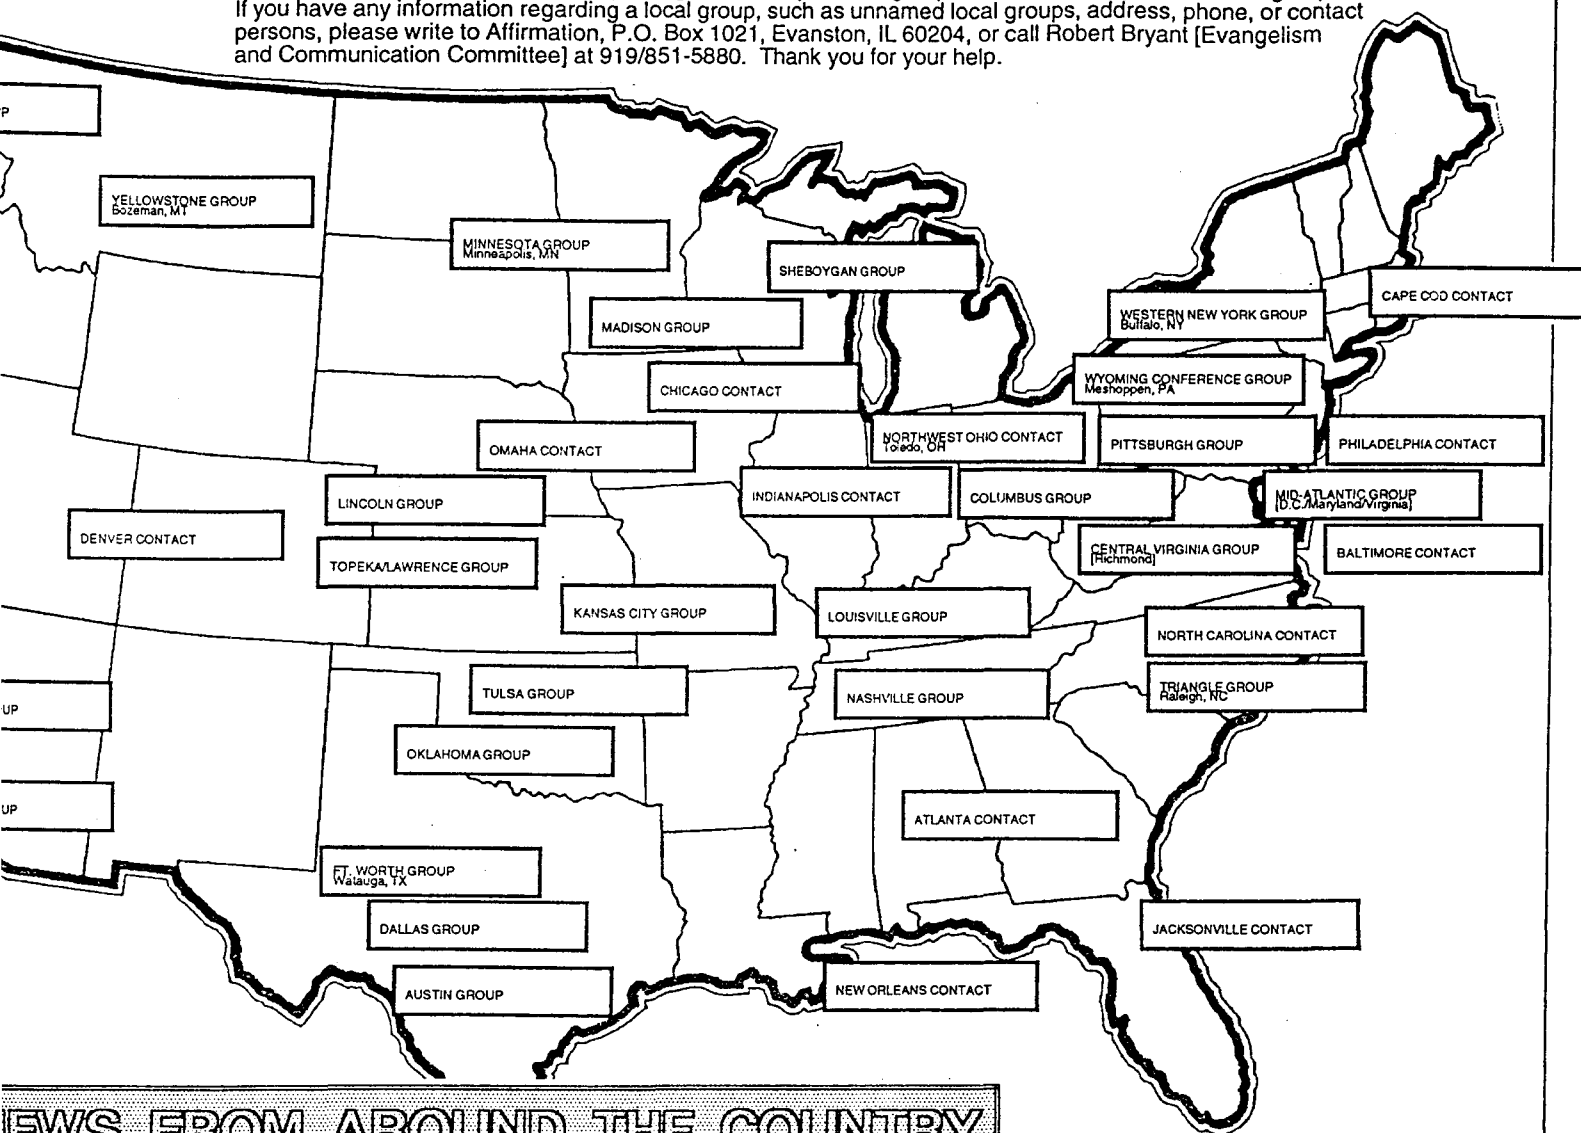 If you have any information regarding a local group, such as unnamed local groups, address, phone, or contact
persons, please write to Affirmation, P.O. Box 1021, Evanston, IL 60204, or call Robert Bryant [Evangelism
and Communication Committee] at 919/851-5880.  Thank you for your help.
P
YELLOWSTONE GROUP
Bozeman, MT
MINNESOTA GROUP
Minneapolis, MN
SHEBOYGAN GROUP
CAPE COD CONTACT
WESTERN NEW YORK GROUP
Buffalo, NY
MADISON GROUP
CHICAGO CONTACT
WYOMING CONFERENCE GROUP
Meshoppen, PA
OMAHA CONTACT
NORTHWEST OHIO CONTACT
Toledo, OH
PITTSBURGH GROUP
PHILADELPHIA CONTACT
LINCOLN GROUP
INDIANAPOLIS CONTACT
COLUMBUS GROUP
MID-ATLANTIC GROUP
[D.C./Maryland/Virginia]
DENVER CONTACT
TOPEKA/LAWRENCE GROUP
CENTRAL VIRGINIA GROUP
[Richmond]
BALTIMORE CONTACT
KANSAS CITY GROUP
LOUISVILLE GROUP
NORTH CAROLINA CONTACT
UP
TULSA GROUP
NASHVILLE GROUP
TRIANGLE GROUP
Raleigh, NC
OKLAHOMA GROUP
UP
ATLANTA CONTACT
FT. WORTH GROUP
Watauga, TX
DALLAS GROUP
JACKSONVILLE CONTACT
AUSTIN GROUP
NEW ORLEANS CONTACT
EWS FROM AROUND THE COUNTRY